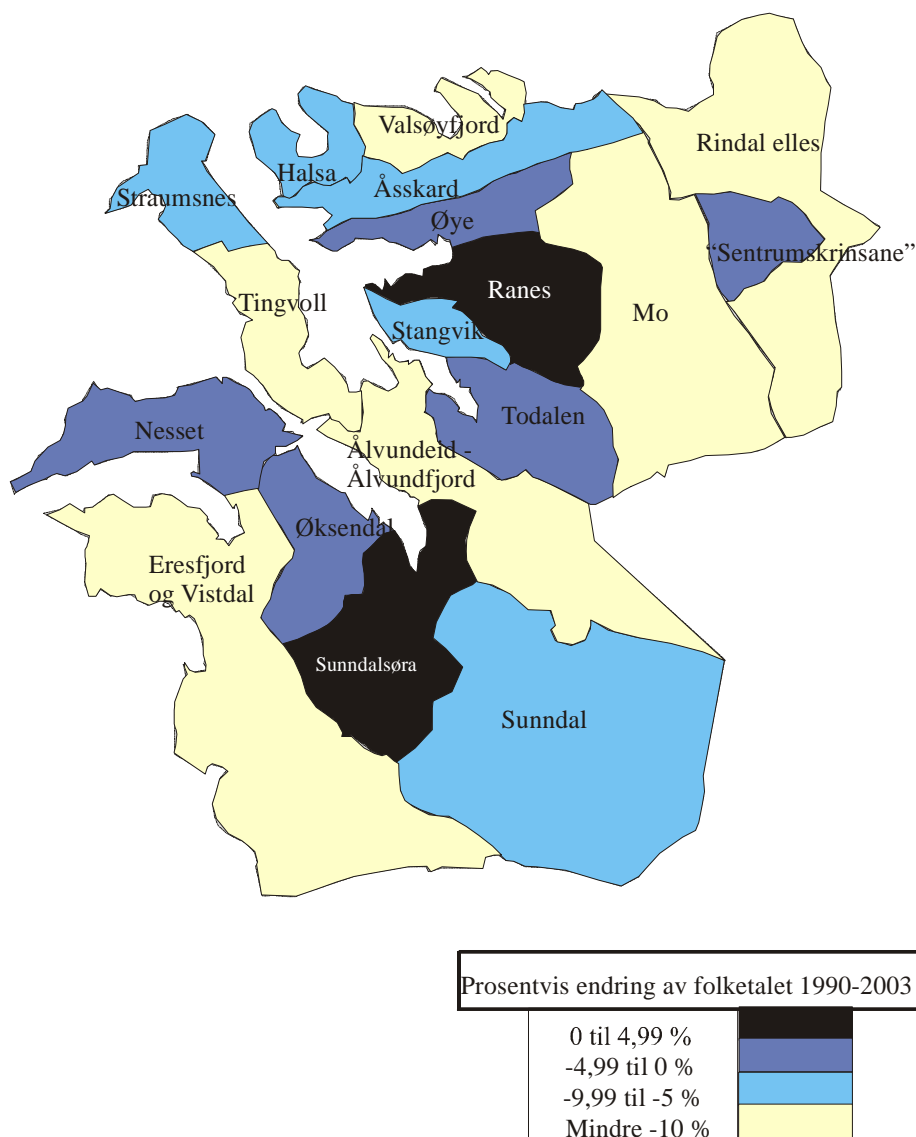 Valsøyfjord
Rindal elles
Halsa
Åsskard
Straumsnes
Øye
“Sentrumskrinsane”
Ranes
Tingvoll
Mo
Stangvik
Todalen
Nesset
Ålvundeid -
Ålvundfjord
Øksendal
Eresfjord
og Vistdal
Sunndalsøra
Sunndal
Prosentvis endring av folketalet 1990-2003
0 til 4,99 %
-4,99 til 0 %
-9,99 til -5 %
Mindre -10 %